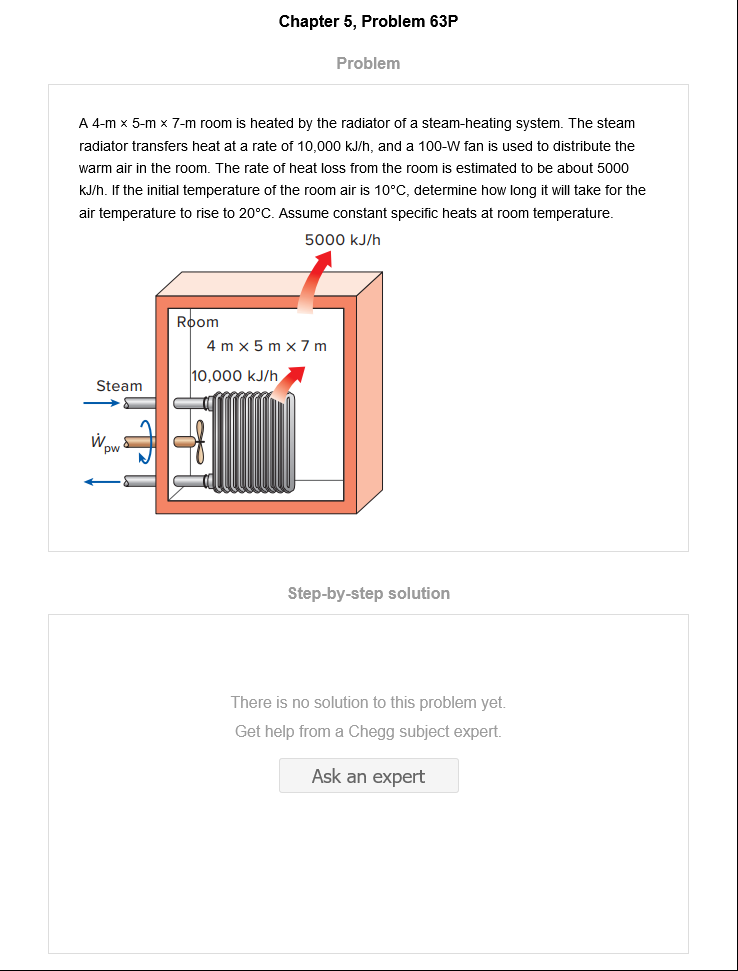 Chapter 5, Problem 63P
Problem
A 4-m × 5-m × 7-m room is heated by the radiator of a steam-heating system. The steam
radiator transfers heat at a rate of 10,000 kJ/h, and a 100-W fan is used to distribute the
warm air in the room. The rate of heat loss from the room is estimated to be about 5000
kJ/h. If the initial temperature of the room air is 10°C, determine how long it will take for the
air temperature to rise to 20°C. Assume constant specific heats at room temperature.
5000 kJ/h
Room
4 m × 5 m × 7 m
10,000 kJ/h
Steam
Ẇpw
Step-by-step solution
There is no solution to this problem yet.
Get help from a Chegg subject expert.
Ask an expert